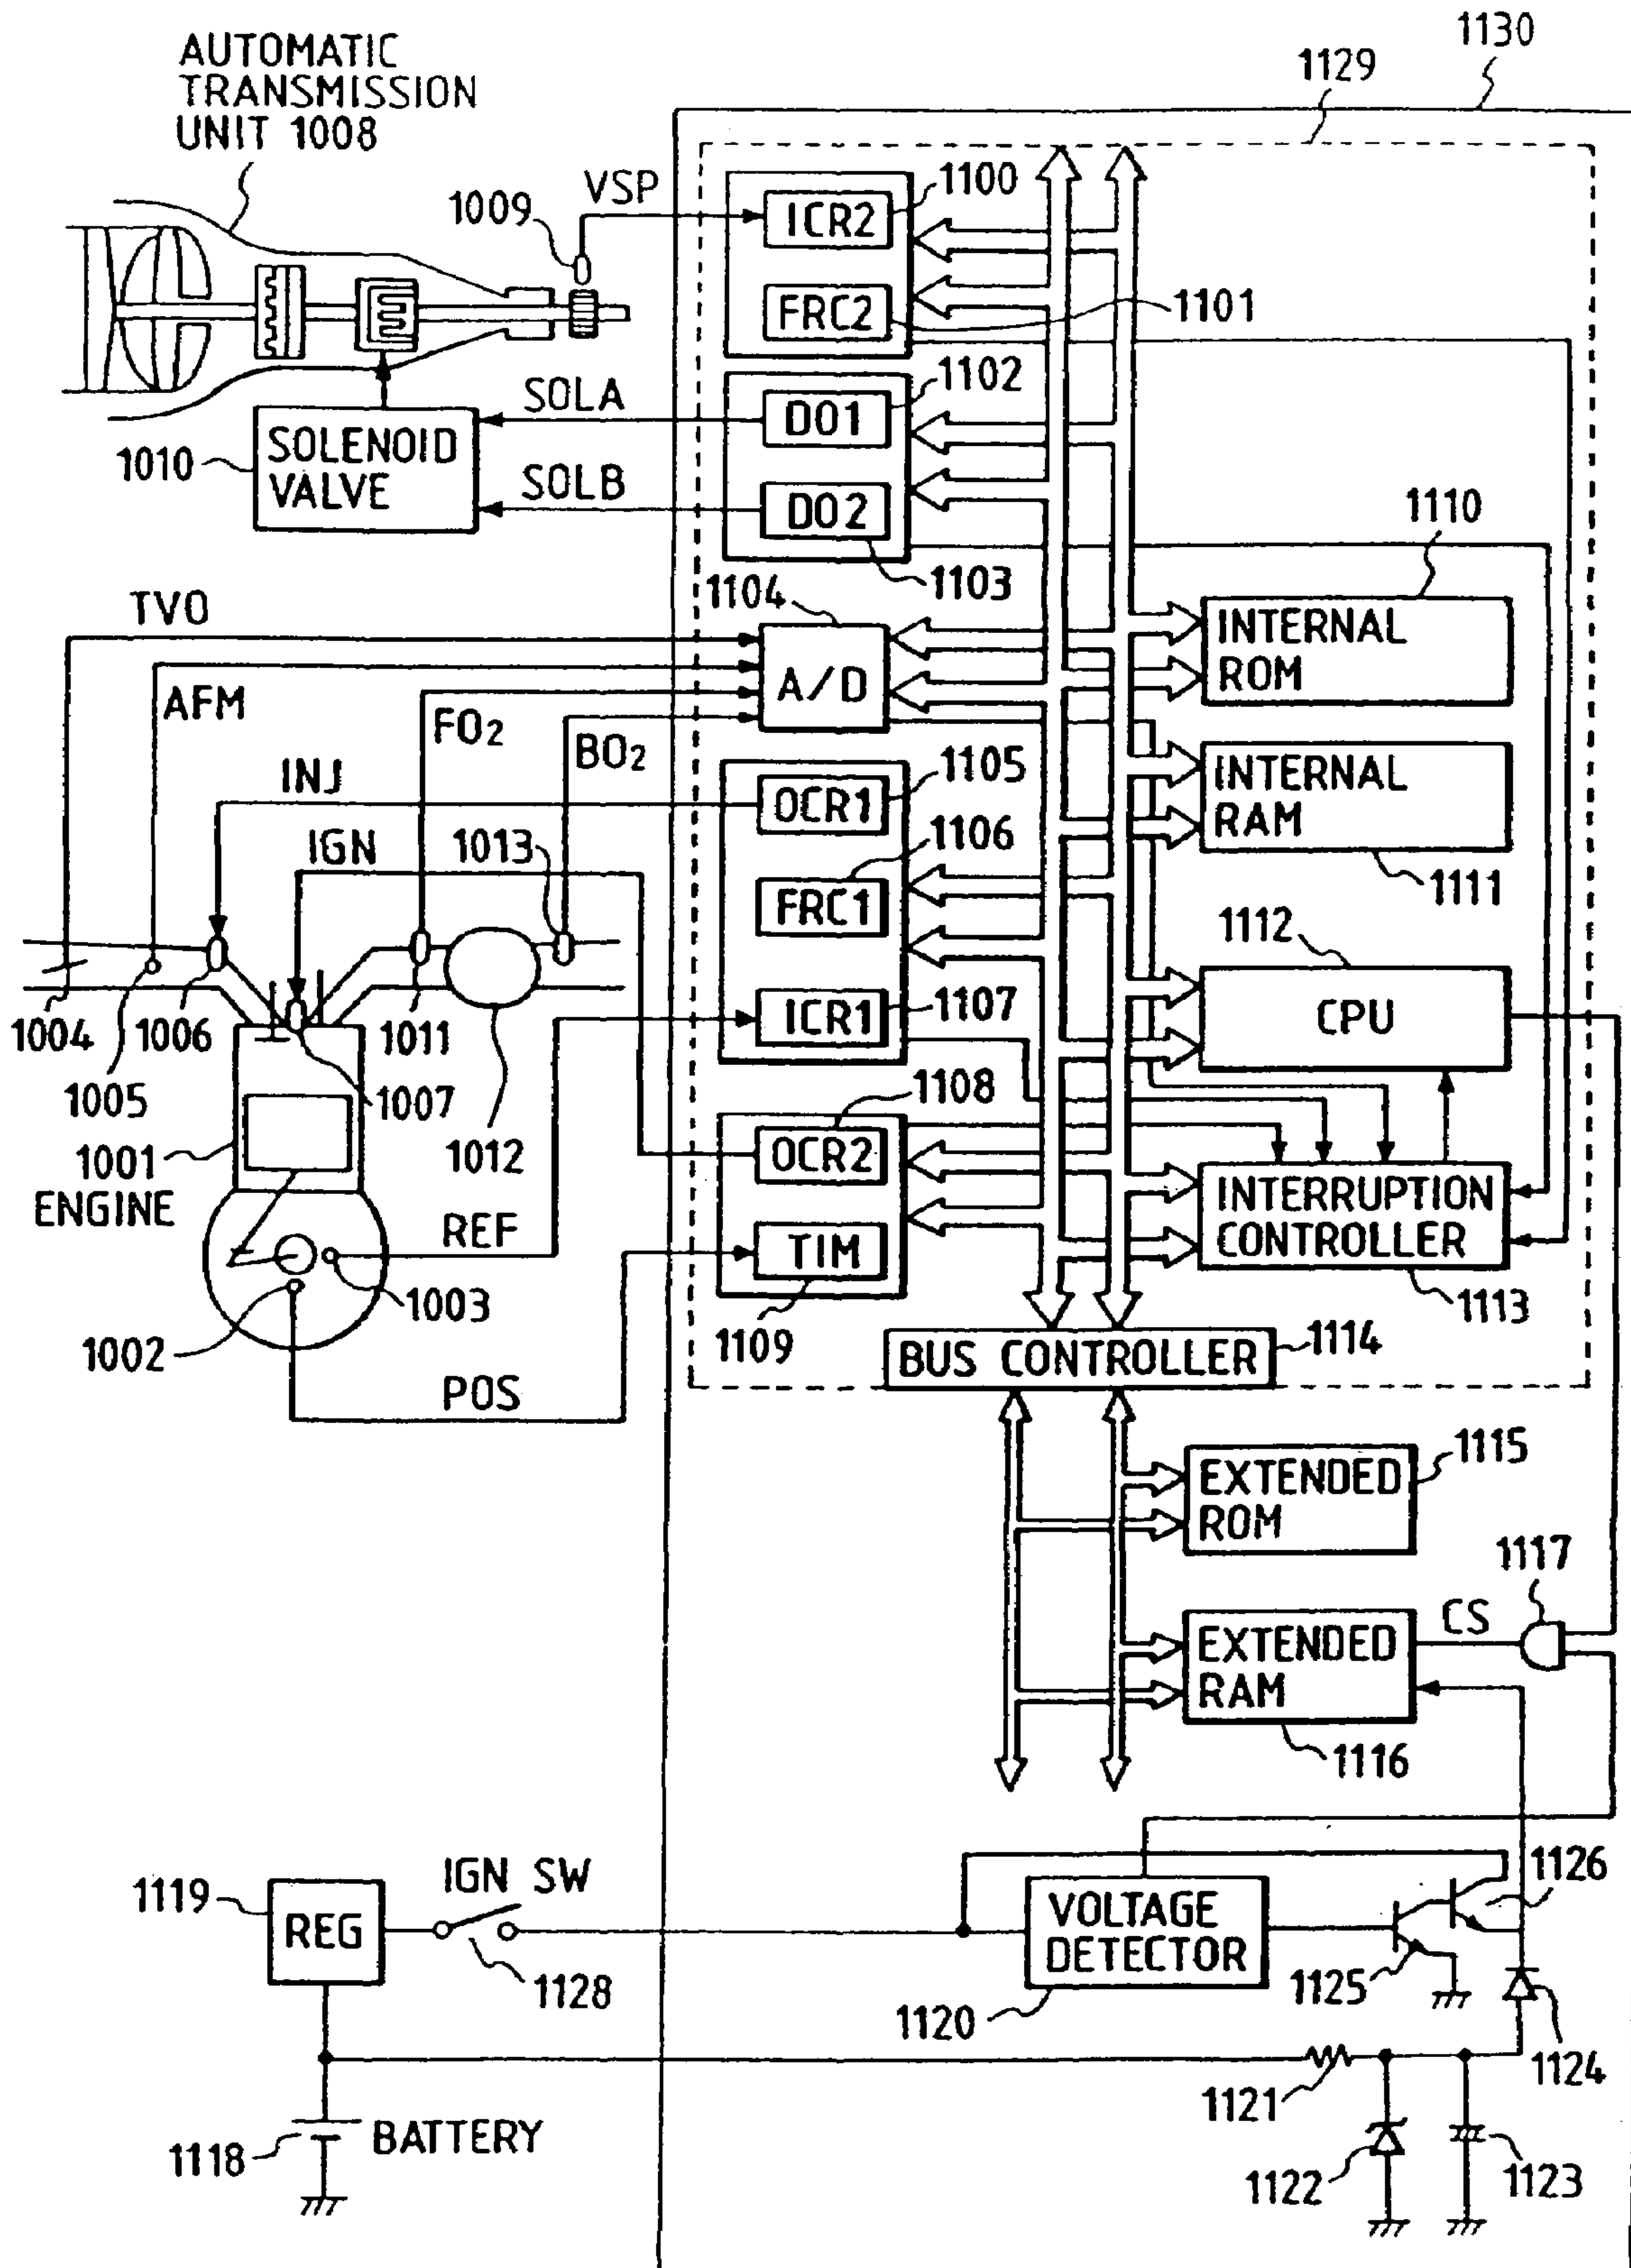 1130
1129
AUTOMATIC
TRANSMISSION
UNIT 1008
1009
VSP
ICR2
1100
FRC2
1101
SOLA
DO1
1102
1010
SOLENOID
VALVE
SOLB
DO2
1103
1110
INTERNAL
ROM
TVO
1104
A/D
AFM
FO2
BO2
INTERNAL
RAM
1111
INJ
OCR1
1105
IGN
1013
1106
FRC1
1112
CPU
ICR1
1107
1004
1006
1011
1005
1007
1012
1108
OCR2
1001
ENGINE
INTERRUPTION
CONTROLLER
1113
REF
TIM
1109
1003
1002
POS
BUS CONTROLLER
1114
EXTENDED
ROM
1115
1117
CS
EXTENDED
RAM
1116
1119
REG
IGN SW
1128
VOLTAGE
DETECTOR
1120
1126
1125
1124
1121
1118
BATTERY
1122
1123